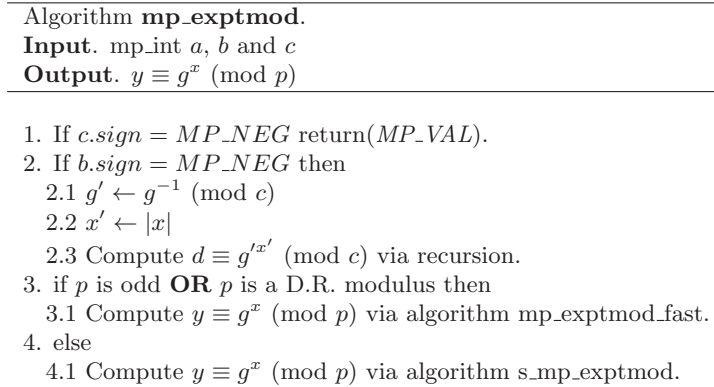 Algorithm mp_exptmod.
Input. mp_int a, b and c
Output. y ≡ g^x (mod p)
1. If c.sign = MP_NEG return(MP_VAL).
2. If b.sign = MP_NEG then
2.1 g′ ← g^−1 (mod c)
2.2 x′ ← |x|
2.3 Compute d ≡ g′^x′ (mod c) via recursion.
3. if p is odd OR p is a D.R. modulus then
3.1 Compute y ≡ g^x (mod p) via algorithm mp_exptmod_fast.
4. else
4.1 Compute y ≡ g^x (mod p) via algorithm s_mp_exptmod.